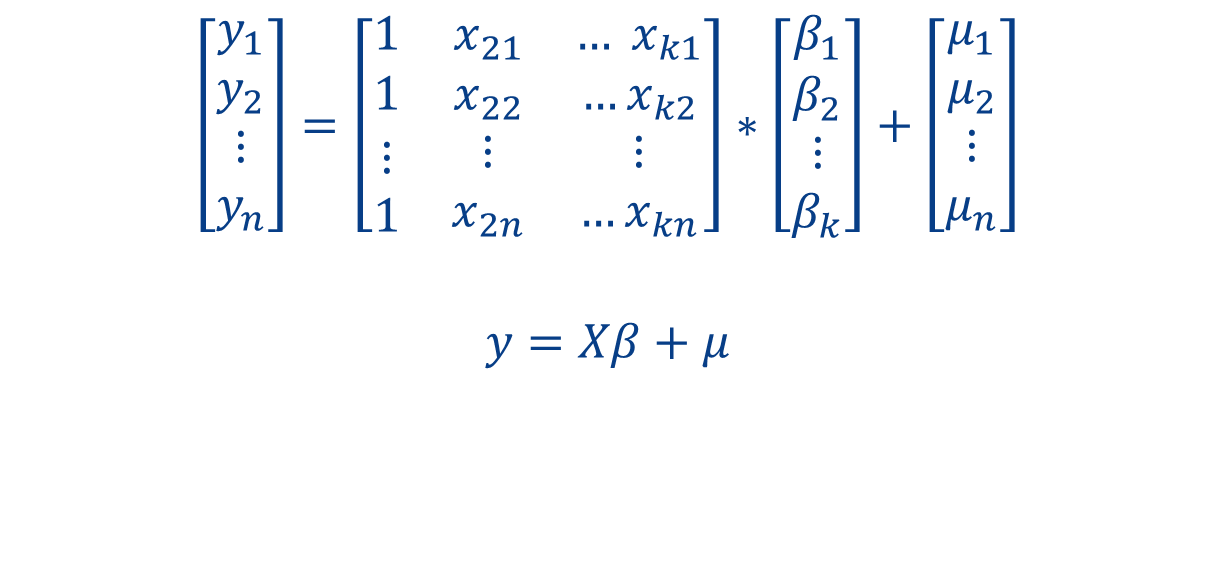 [y₁ y₂ ⋮ yₙ] = [1 x₂₁ … xₖ₁; 1 x₂₂ … xₖ₂; ⋮ ⋮ ⋮; 1 x₂ₙ … xₖₙ] * [β₁ β₂ ⋮ βₖ] + [μ₁ μ₂ ⋮ μₙ]
y = Xβ + μ